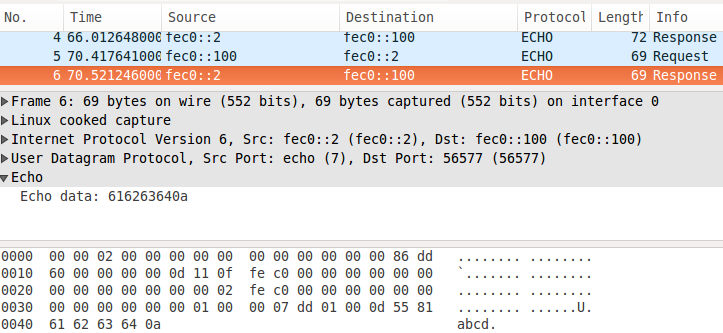 No. Time Source Destination Protocol Length Info
4 66.012648000 fec0::2 fec0::100 ECHO 72 Response
5 70.417641000 fec0::100 fec0::2 ECHO 69 Request
6 70.521246000 fec0::2 fec0::100 ECHO 69 Response
Frame 6: 69 bytes on wire (552 bits), 69 bytes captured (552 bits) on interface 0
Linux cooked capture
Internet Protocol Version 6, Src: fec0::2 (fec0::2), Dst: fec0::100 (fec0::100)
User Datagram Protocol, Src Port: echo (7), Dst Port: 56577 (56577)
Echo
Echo data: 616263640a
0000 00 00 02 00 00 00 00 00 00 00 00 00 00 00 86 dd ........ ........
0010 60 00 00 00 00 0d 11 0f fe c0 00 00 00 00 00 00 `....... ........
0020 00 00 00 00 00 00 00 02 fe c0 00 00 00 00 00 00 ........ ........
0030 00 00 00 00 00 00 01 00 00 07 dd 01 00 0d 55 81 ........ ......U.
0040 61 62 63 64 0a abcd.